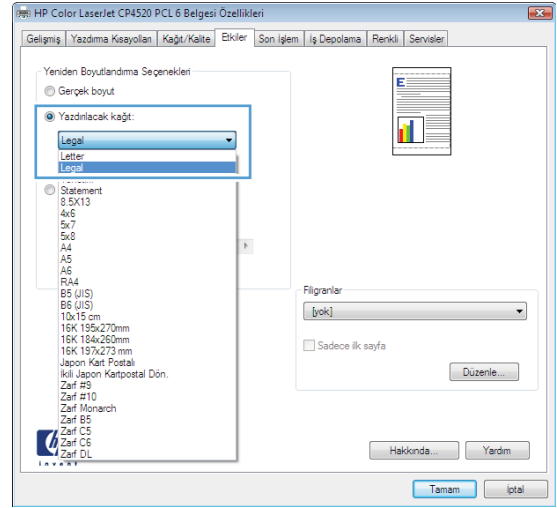 HP Color LaserJet CP4520 PCL 6 Belgesi Özellikleri
Gelişmiş Yazdırma Kısayolları Kağıt/Kalite Etkiler Son İşlem İş Depolama Renkli Servisler
Yeniden Boyutlandırma Seçenekleri
Gerçek boyut
Yazdırılacak kağıt:
Legal
Letter
Legal
Statement
8.5X13
4x6
5x7
5x8
A4
A5
A6
RA4
B5 (JIS)
B6 (JIS)
10x15 cm
16K 195x270mm
16K 184x260mm
16K 197x273 mm
Japon Kart Postalı
İkili Japon Kartpostal Dön.
Zarf #9
Zarf #10
Zarf Monarch
Zarf B5
Zarf C5
Zarf C6
Zarf DL
E
Filigranlar
[yok]
Sadece ilk sayfa
Düzenle...
Hakkında... Yardım
Tamam İptal